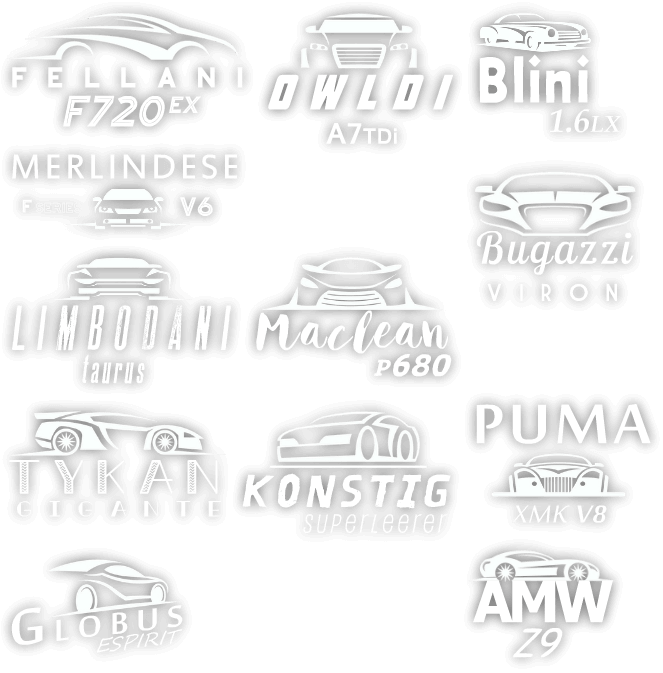 FELLANI
F720EX
OWLDI
A7TDi
Blini
1.6LX
MERLINDESE
F V6
Bugazzi
VIRON
LIMBODANI
taurus
Maclean
P680
TYKAN
GIGANTE
KONSTIG
superleerer
PUMA
XMK V8
GLOBUS
ESPIRIT
AMW
Z9